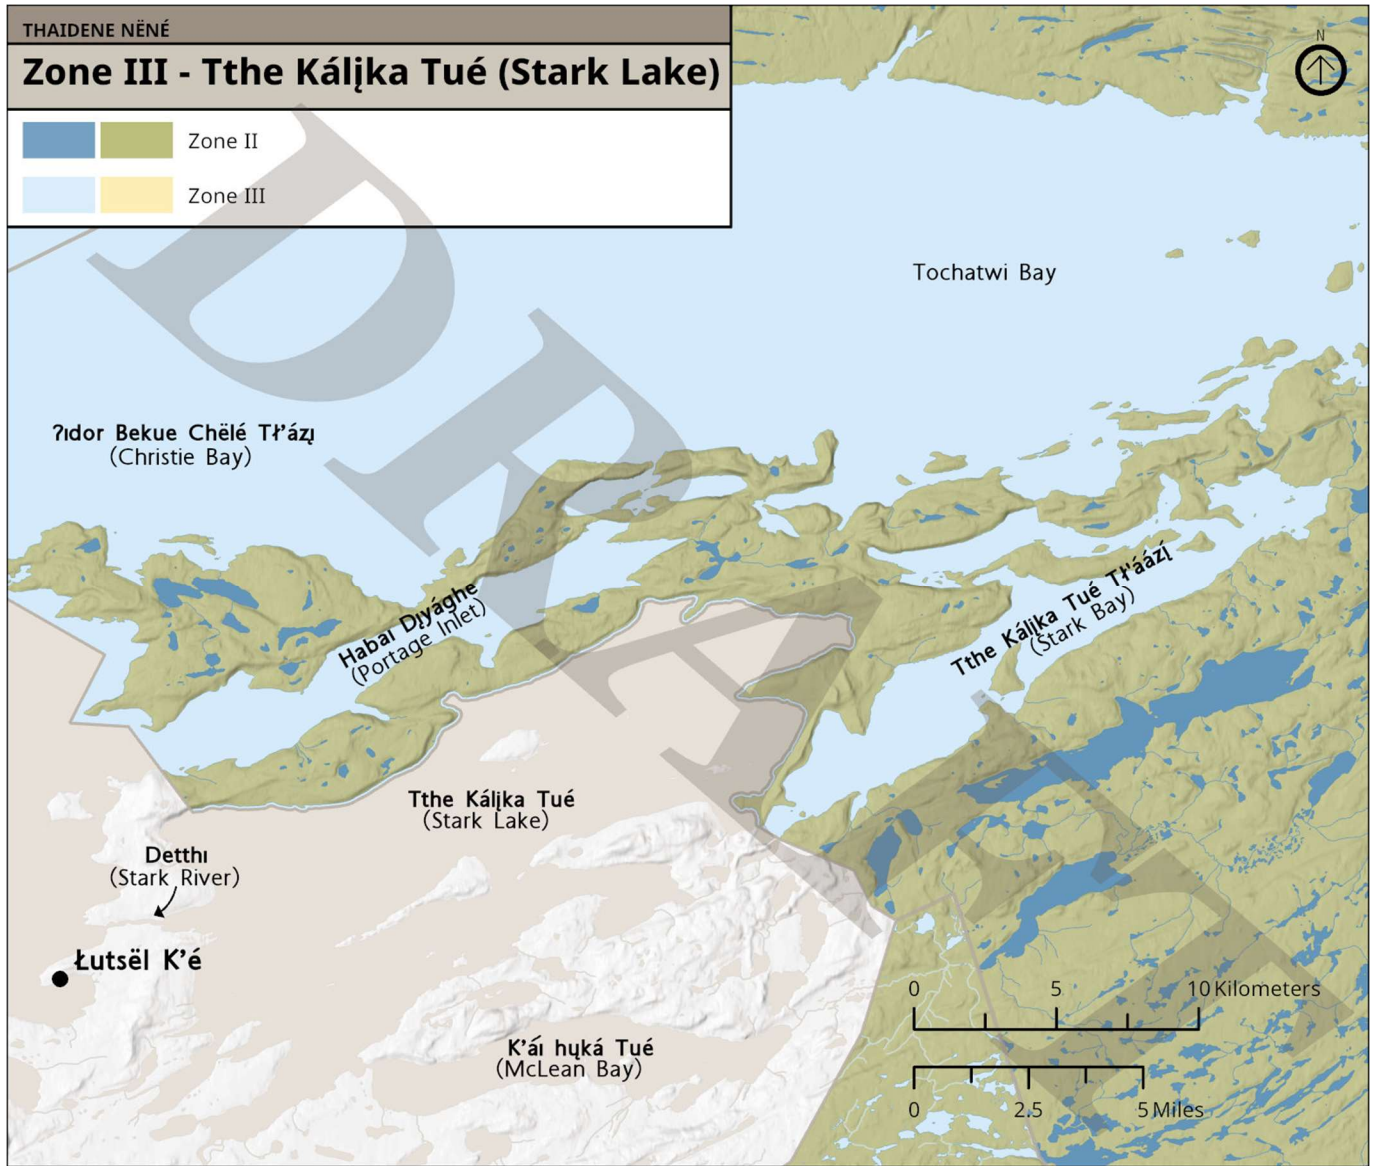 THAIDENE NËNÉ
Zone III - Tthe Kálı̨ka Tué (Stark Lake)
Zone II
Zone III
N
Tochatwi Bay
Ɂıdor Bekue Chëlé Tł’ázı̨
(Christie Bay)
Habaı Dı̨yághe
(Portage Inlet)
Tthe Kálı̨ka Tué Tł'áázį́
(Stark Bay)
Tthe Kálı̨ka Tué
(Stark Lake)
Detthı
(Stark River)
Łutsël K’é
K’áı hų́ká Tué
(McLean Bay)
0 5 10 Kilometers
0 2.5 5 Miles
DRAFT